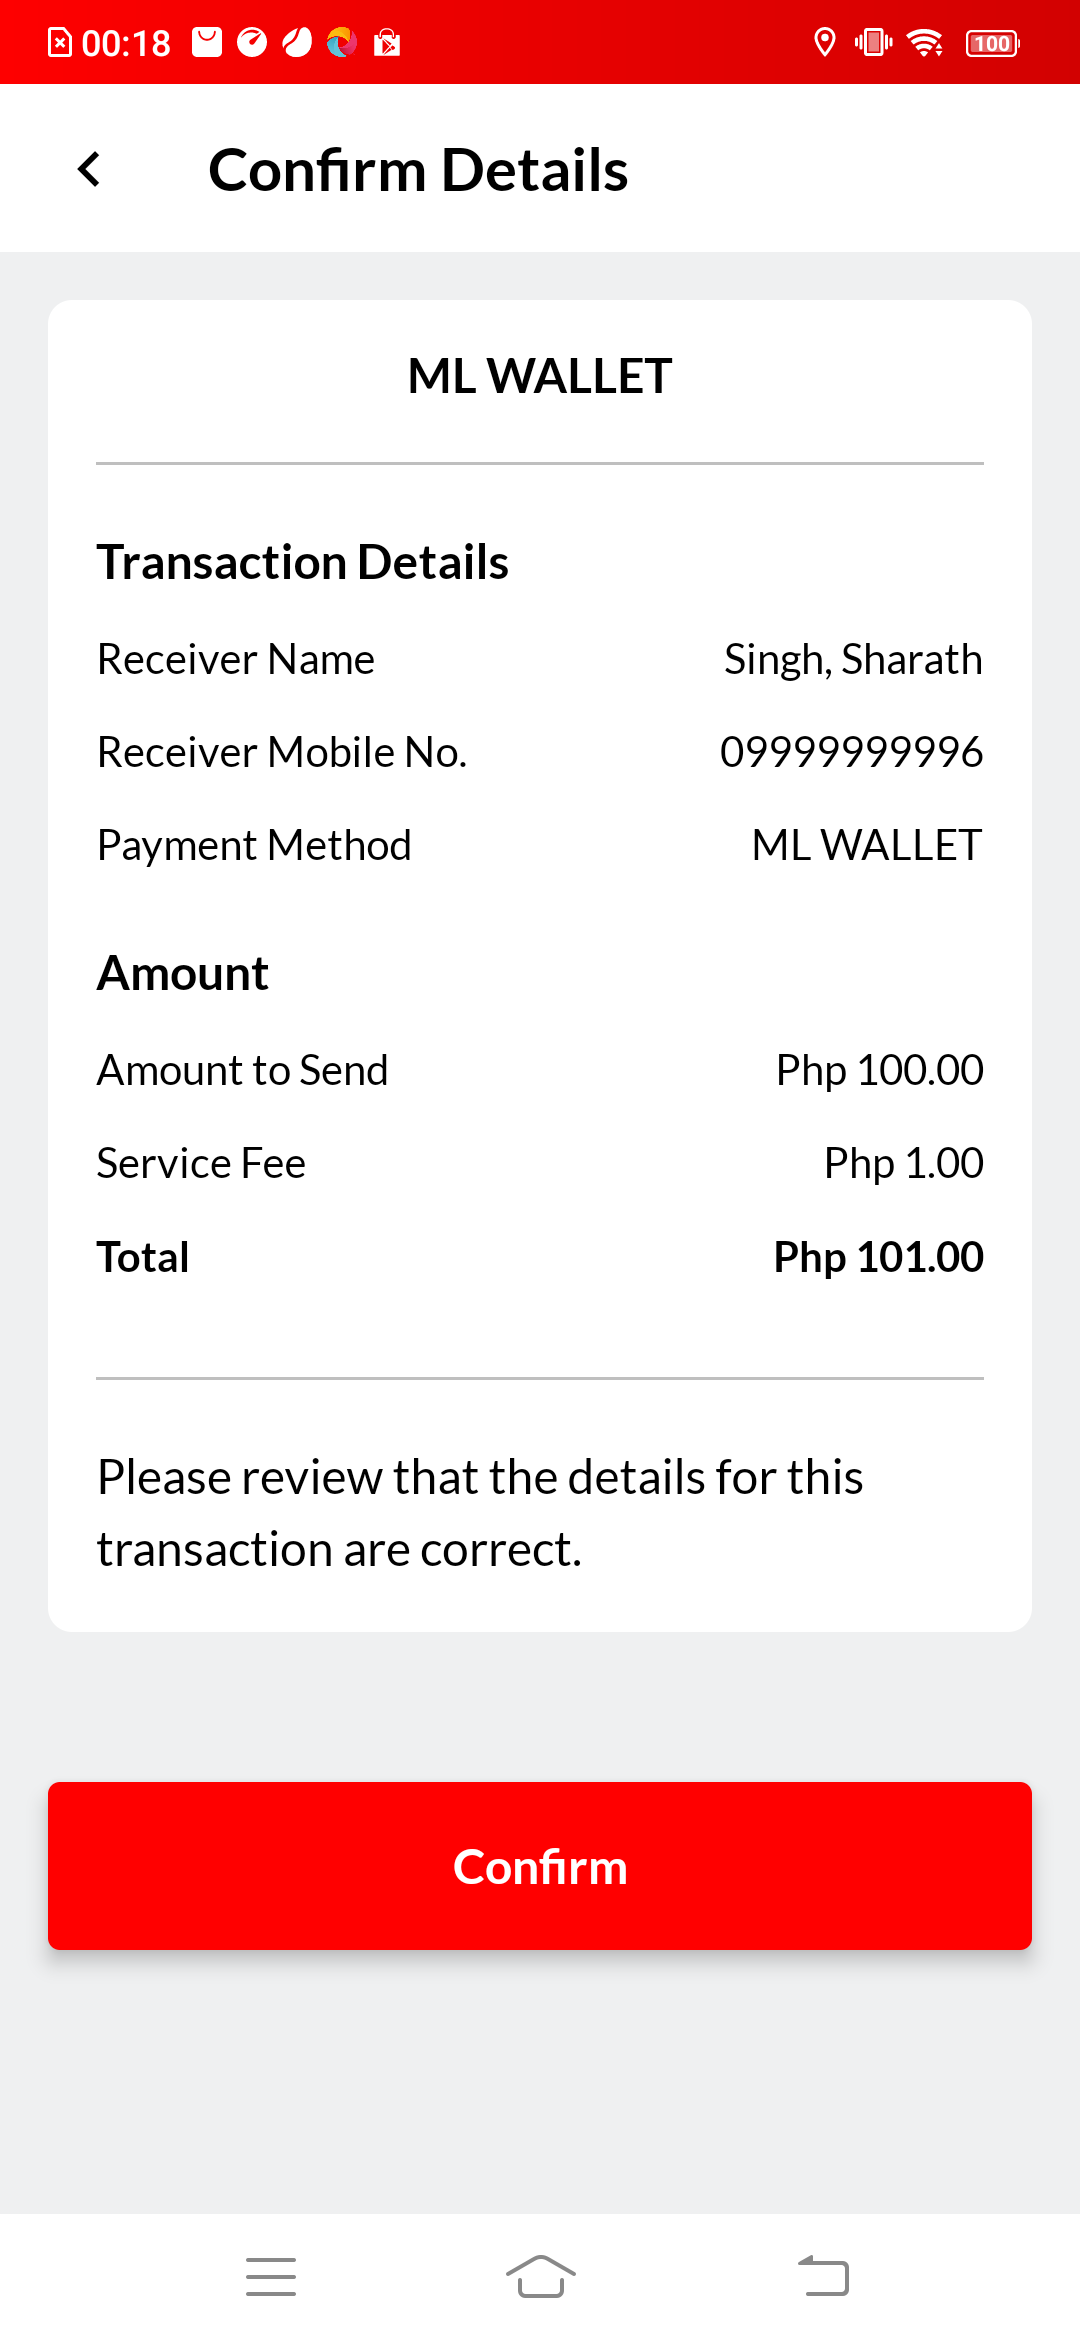 00:18
100
Confirm Details
ML WALLET
Transaction Details
Receiver Name Singh, Sharath
Receiver Mobile No. 09999999996
Payment Method ML WALLET
Amount
Amount to Send Php 100.00
Service Fee Php 1.00
Total Php 101.00
Please review that the details for this
transaction are correct.
Confirm